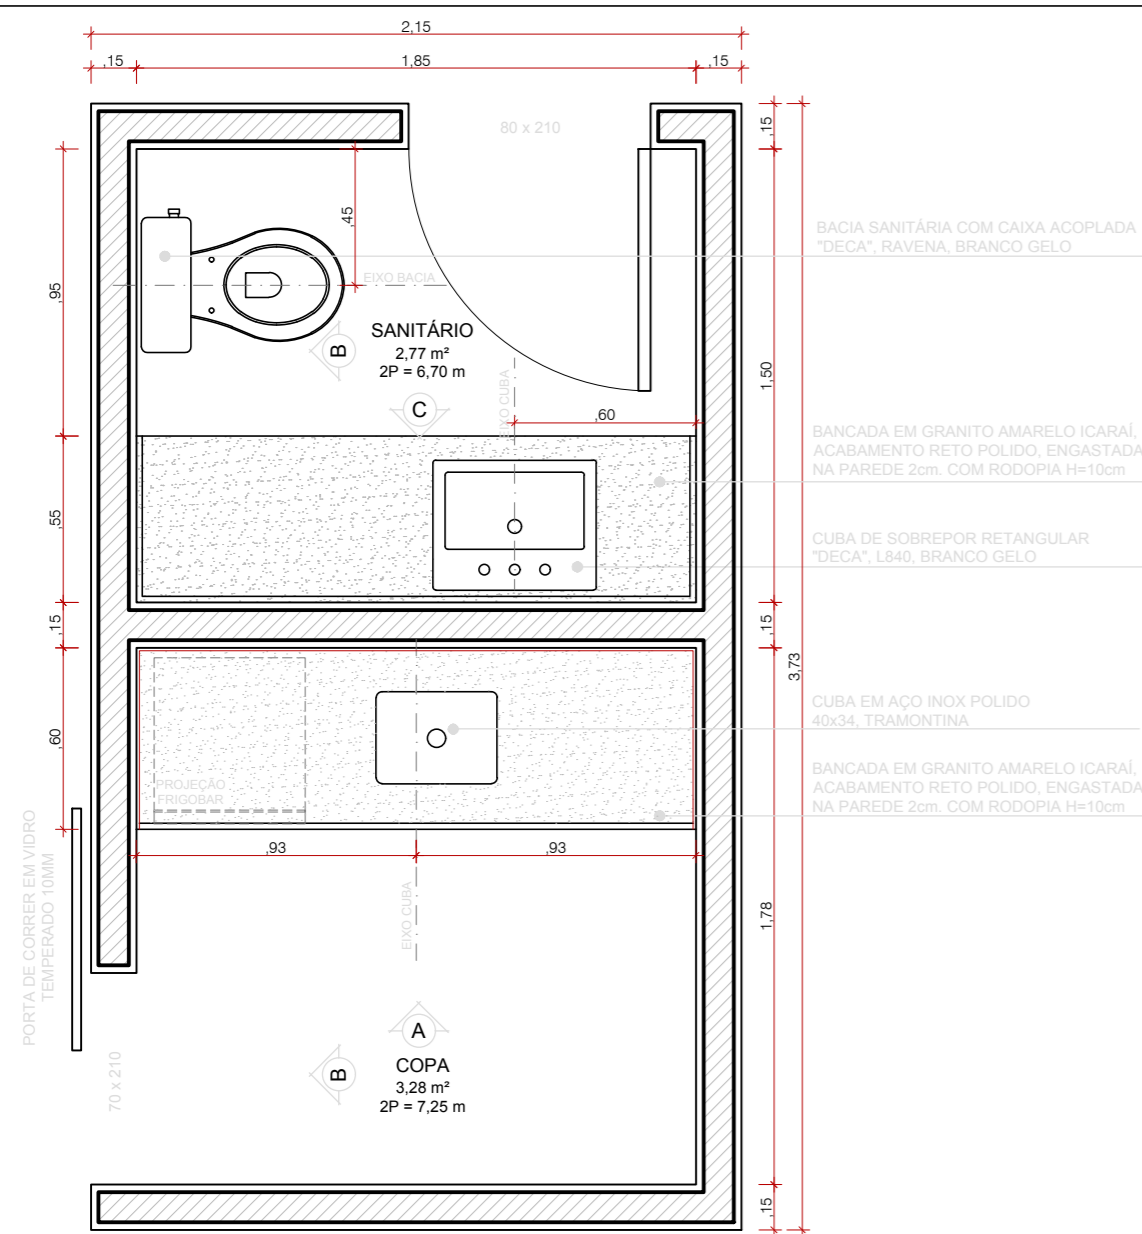 2,15
,15
1,85
,15
80 x 210
,15
,45
BACIA SANITÁRIA COM CAIXA ACOPLADA
"DECA", RAVENA, BRANCO GELO
EIXO BACIA
,95
SANITÁRIO
2,77 m²
2P = 6,70 m
B
1,50
EIXO CUBA
C
,60
BANCADA EM GRANITO AMARELO ICARAÍ,
ACABAMENTO RETO POLIDO, ENGASTADA
NA PAREDE 2cm. COM RODOPIA H=10cm
,55
CUBA DE SOBREPOR RETANGULAR
"DECA", L840, BRANCO GELO
,15
,15
3,73
CUBA EM AÇO INOX POLIDO
40x34, TRAMONTINA
,60
PROJEÇÃO
FRIGOBAR
BANCADA EM GRANITO AMARELO ICARAÍ,
ACABAMENTO RETO POLIDO, ENGASTADA
NA PAREDE 2cm. COM RODOPIA H=10cm
,93
,93
PORTA DE CORRER EM VIDRO
TEMPERADO 10MM
EIXO CUBA
1,78
A
COPA
3,28 m²
2P = 7,25 m
B
70 x 210
,15